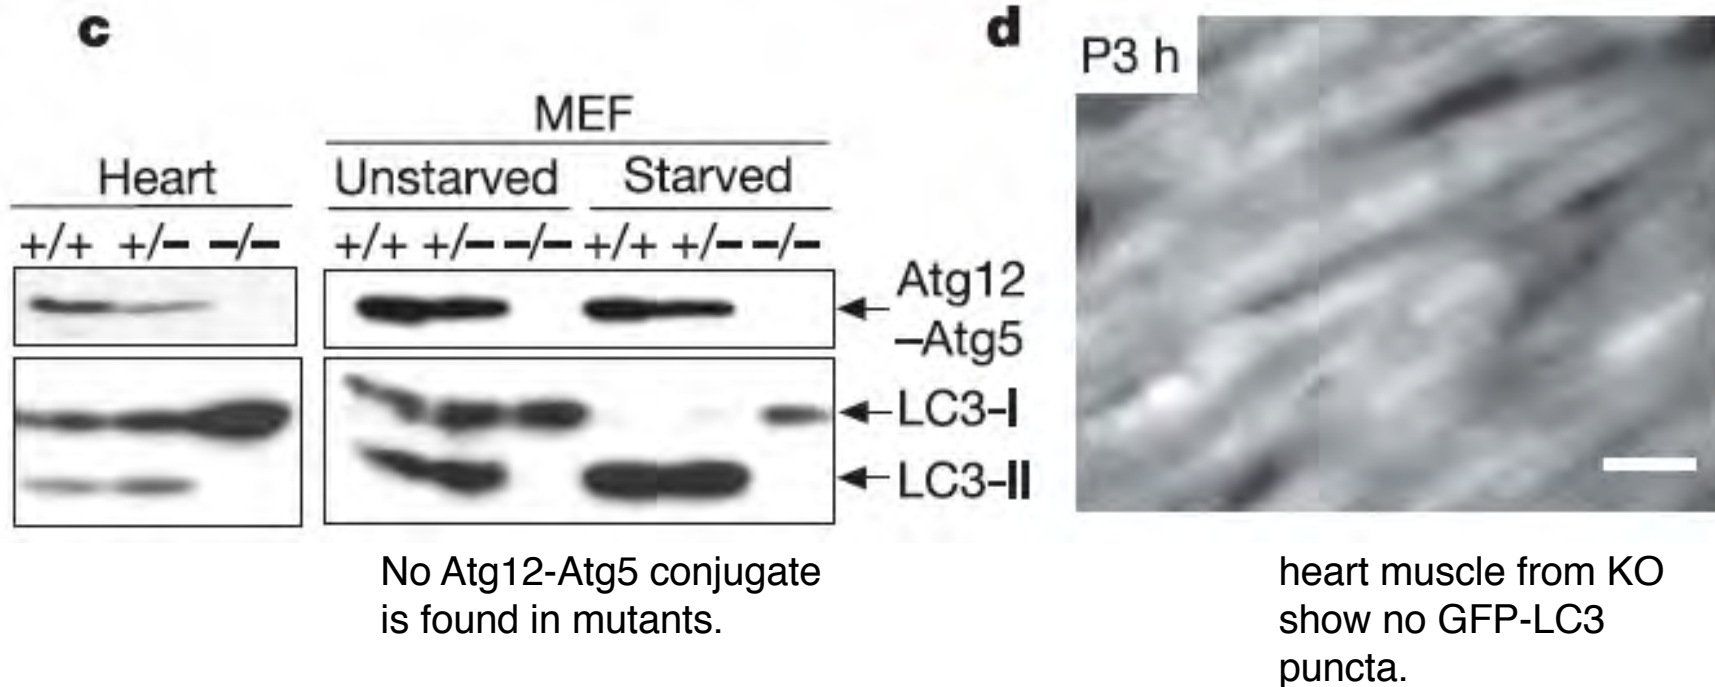 c
MEF
Heart
Unstarved
Starved
+/+ +/– –/–
+/+ +/– –/– +/+ +/– –/–
Atg12
–Atg5
LC3-I
LC3-II
No Atg12-Atg5 conjugate
is found in mutants.
d
P3 h
heart muscle from KO
show no GFP-LC3
puncta.